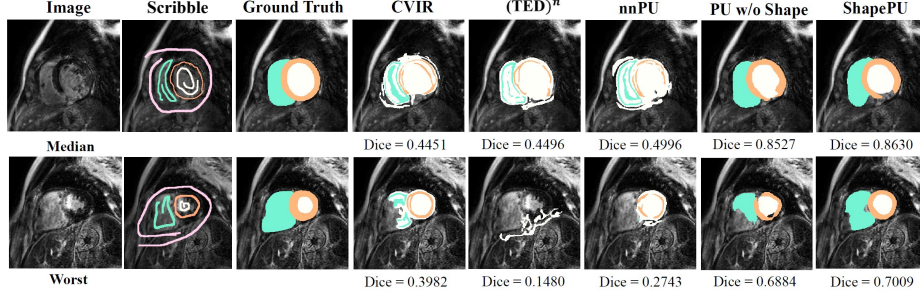 Image Scribble Ground Truth CVIR (TED)ⁿ nnPU PU w/o Shape ShapePU
Median Dice = 0.4451 Dice = 0.4496 Dice = 0.4996 Dice = 0.8527 Dice = 0.8630
Worst Dice = 0.3982 Dice = 0.1480 Dice = 0.2743 Dice = 0.6884 Dice = 0.7009